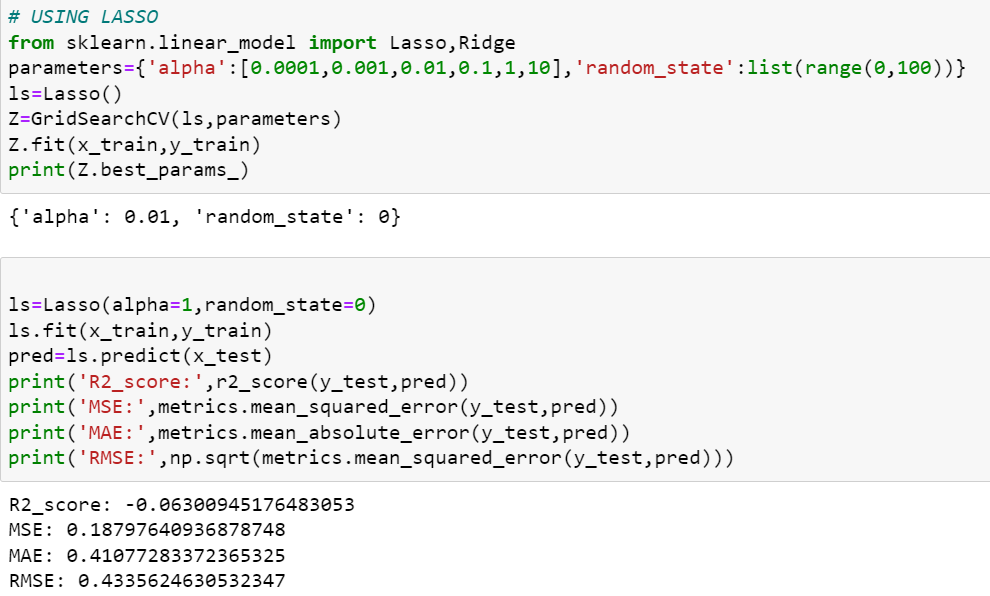 # USING LASSO
from sklearn.linear_model import Lasso,Ridge
parameters={'alpha':[0.0001,0.001,0.01,0.1,1,10],'random_state':list(range(0,100))}
ls=Lasso()
Z=GridSearchCV(ls,parameters)
Z.fit(x_train,y_train)
print(Z.best_params_)
{'alpha': 0.01, 'random_state': 0}
ls=Lasso(alpha=1,random_state=0)
ls.fit(x_train,y_train)
pred=ls.predict(x_test)
print('R2_score:',r2_score(y_test,pred))
print('MSE:',metrics.mean_squared_error(y_test,pred))
print('MAE:',metrics.mean_absolute_error(y_test,pred))
print('RMSE:',np.sqrt(metrics.mean_squared_error(y_test,pred)))
R2_score: -0.06300945176483053
MSE: 0.18797640936878748
MAE: 0.41077283372365325
RMSE: 0.4335624630532347